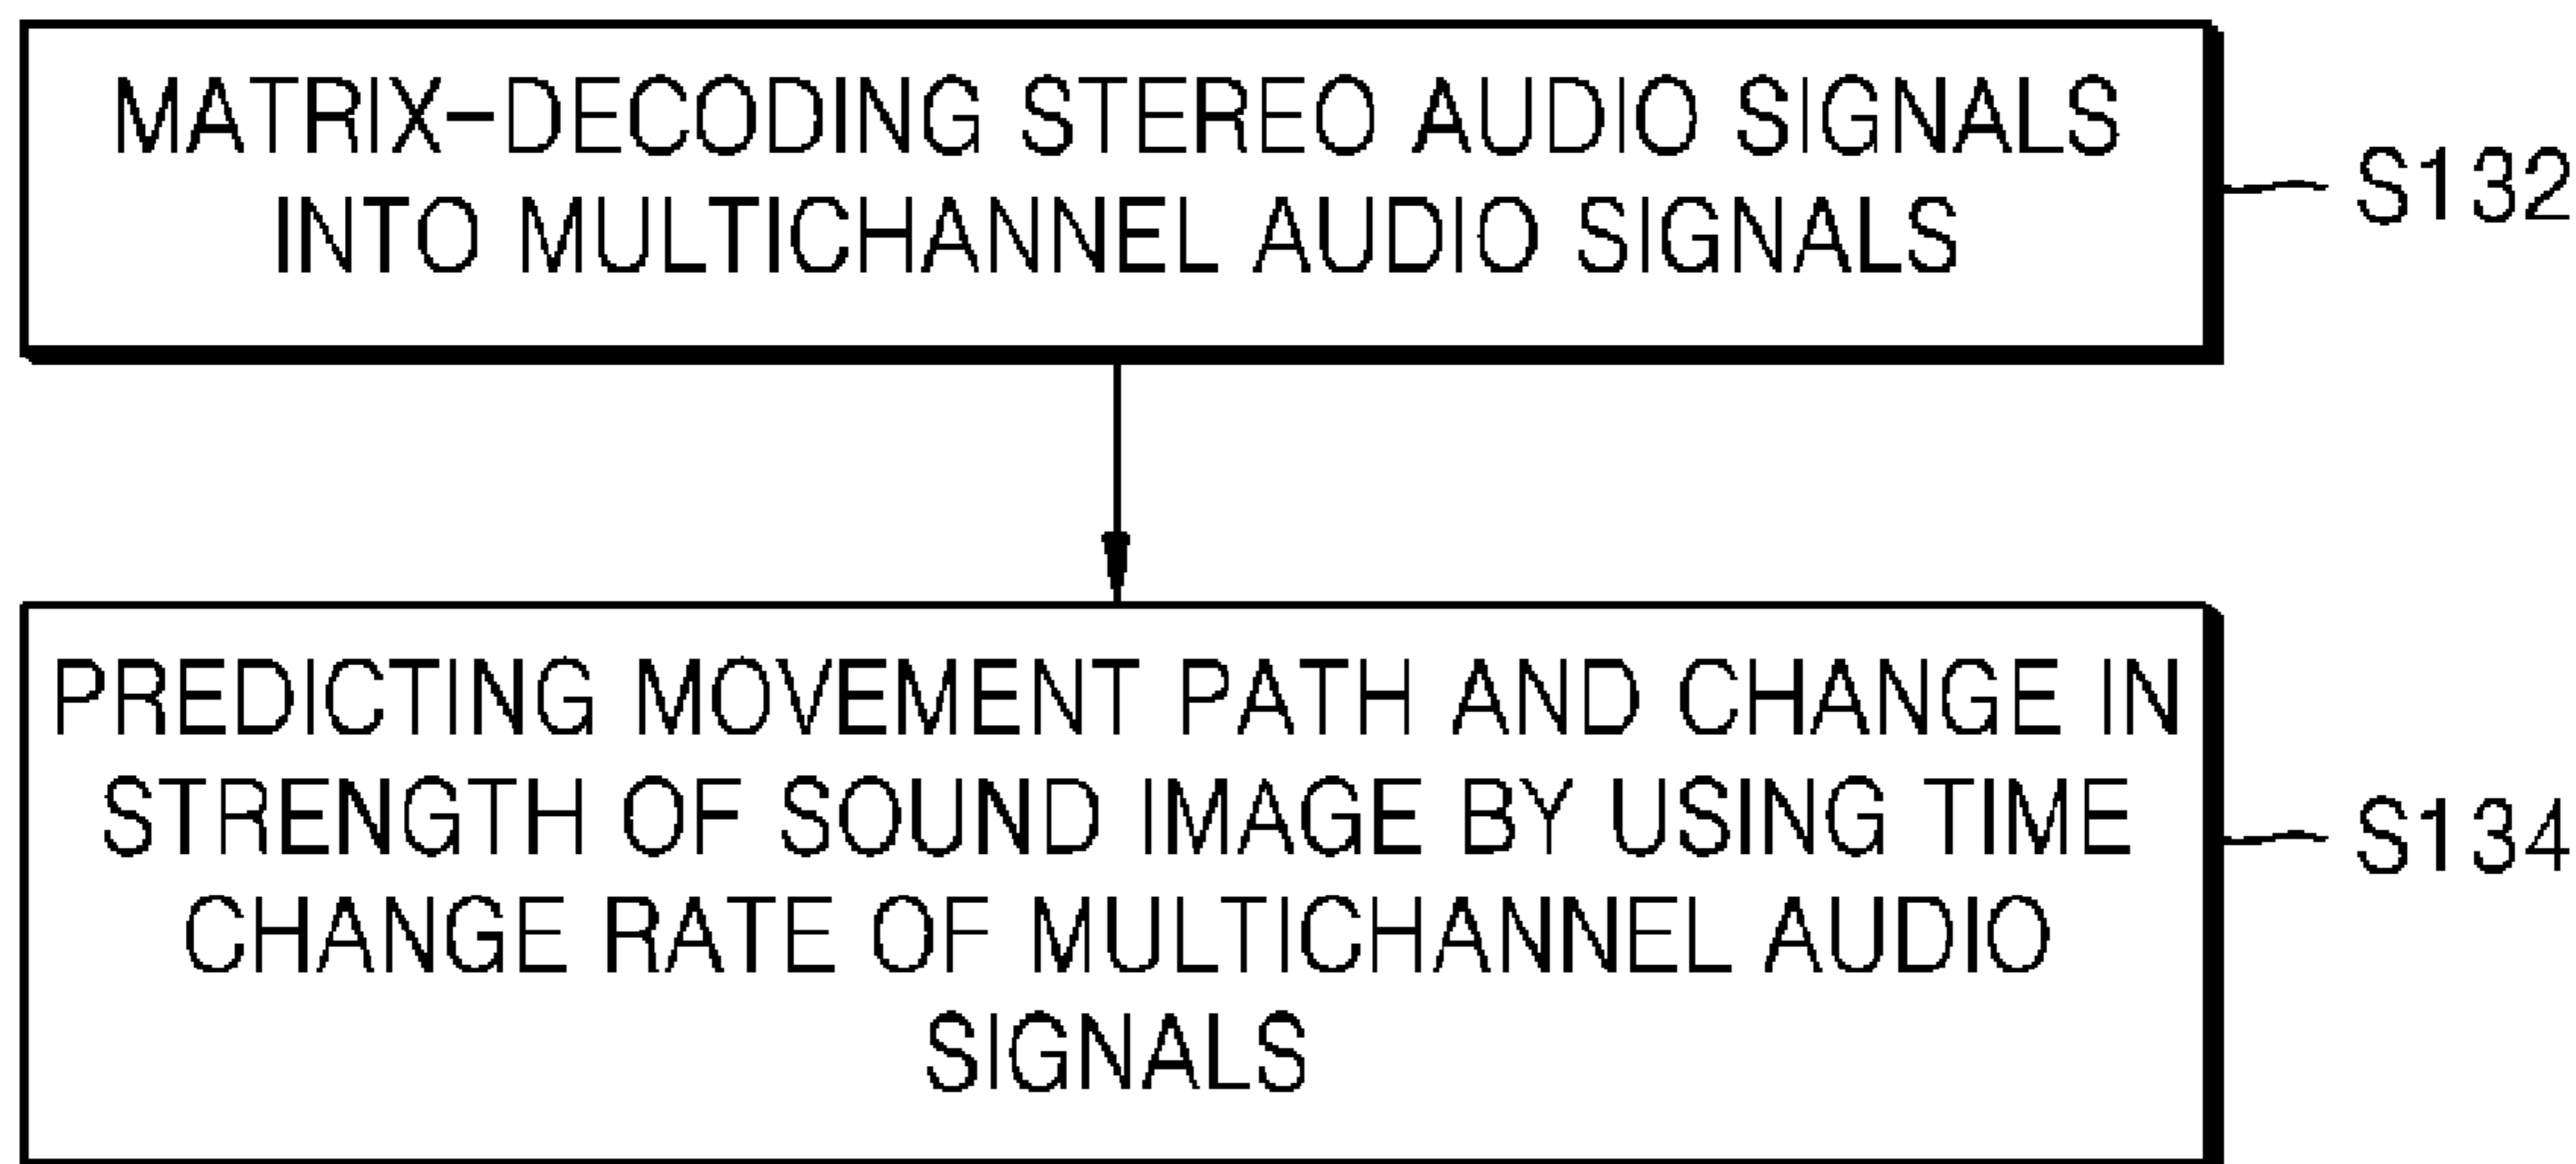 MATRIX-DECODING STEREO AUDIO SIGNALS
INTO MULTICHANNEL AUDIO SIGNALS
S132
PREDICTING MOVEMENT PATH AND CHANGE IN
STRENGTH OF SOUND IMAGE BY USING TIME
CHANGE RATE OF MULTICHANNEL AUDIO
SIGNALS
S134